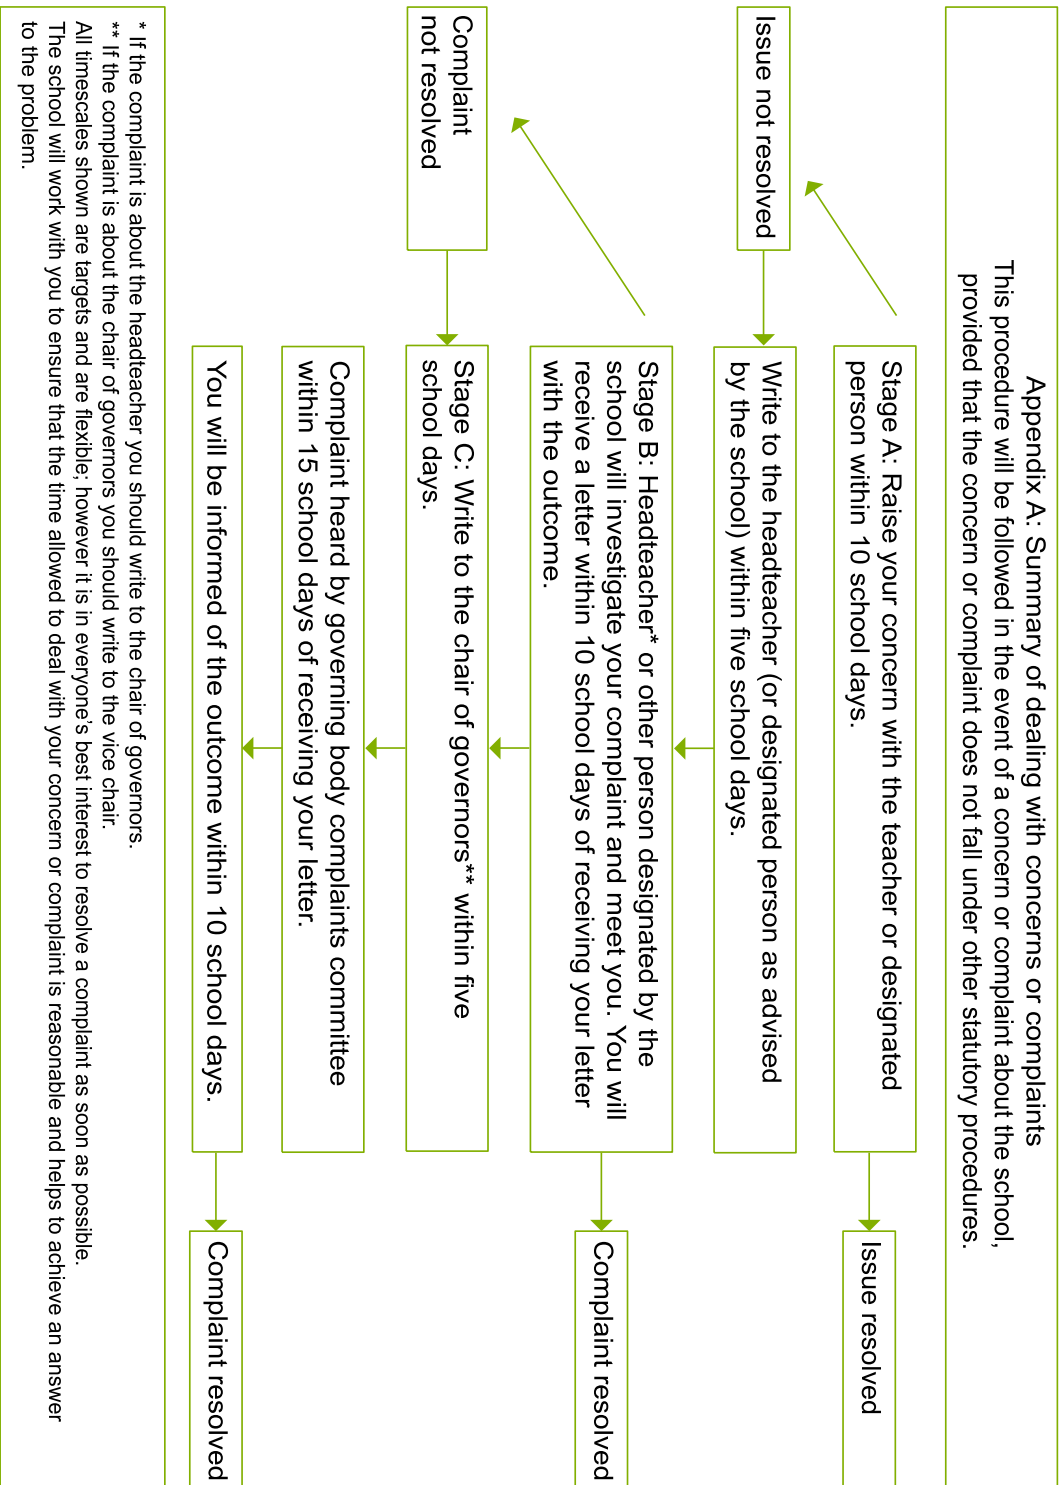 Appendix A: Summary of dealing with concerns or complaints
This procedure will be followed in the event of a concern or complaint about the school,
provided that the concern or complaint does not fall under other statutory procedures.
Stage A: Raise your concern with the teacher or designated
person within 10 school days.
Issue resolved
Issue not resolved
Write to the headteacher (or designated person as advised
by the school) within five school days.
Stage B: Headteacher* or other person designated by the
school will investigate your complaint and meet you. You will
receive a letter within 10 school days of receiving your letter
with the outcome.
Complaint resolved
Complaint
not resolved
Stage C: Write to the chair of governors** within five
school days.
Complaint heard by governing body complaints committee
within 15 school days of receiving your letter.
You will be informed of the outcome within 10 school days.
Complaint resolved
* If the complaint is about the headteacher you should write to the chair of governors.
** If the complaint is about the chair of governors you should write to the vice chair.
All timescales shown are targets and are flexible; however it is in everyone's best interest to resolve a complaint as soon as possible.
The school will work with you to ensure that the time allowed to deal with your concern or complaint is reasonable and helps to achieve an answer
to the problem.